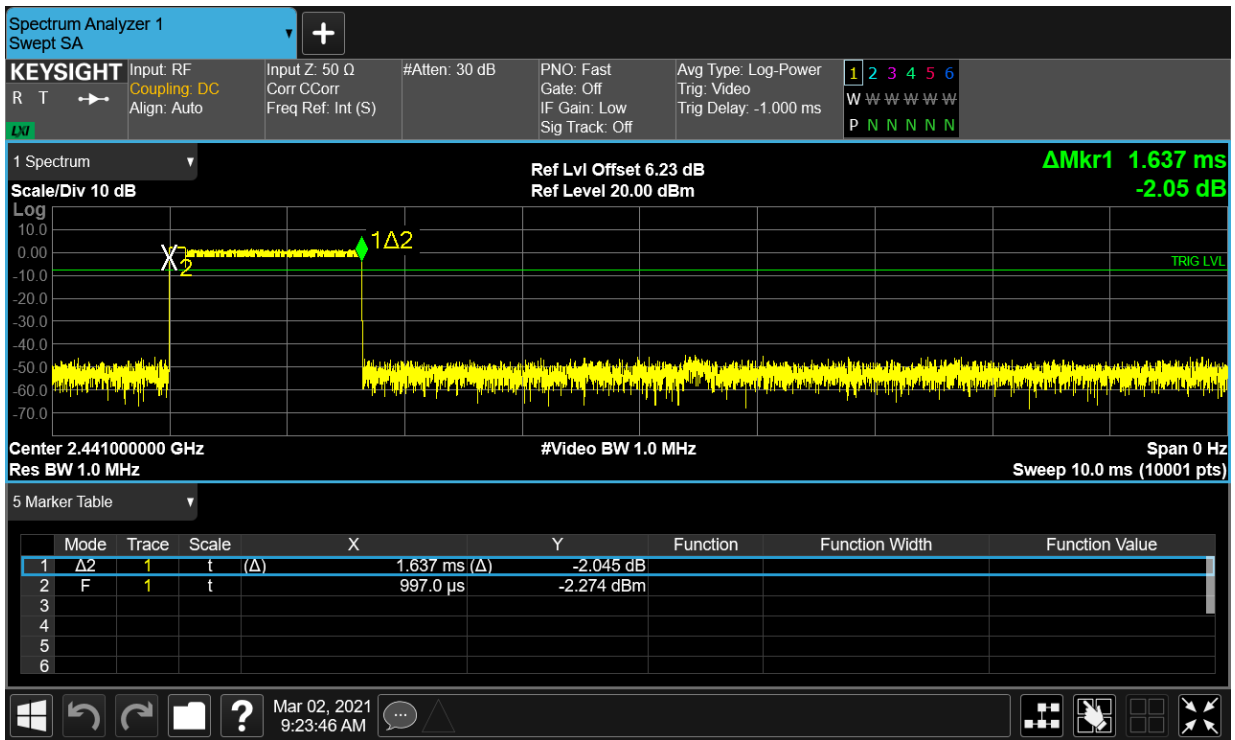 Spectrum Analyzer 1
Swept SA
KEYSIGHT Input: RF Input Z: 50 Ω #Atten: 30 dB PNO: Fast Avg Type: Log-Power 1 2 3 4 5 6
R T Coupling: DC Corr CCorr Gate: Off Trig: Video W W W W W W
Align: Auto Freq Ref: Int (S) IF Gain: Low Trig Delay: -1.000 ms
LXI Sig Track: Off P N N N N N
1 Spectrum Ref Lvl Offset 6.23 dB ΔMkr1 1.637 ms
Scale/Div 10 dB Ref Level 20.00 dBm -2.05 dB
Log
10.0
1Δ2
0.00
X
2
TRIG LVL
-10.0
-20.0
-30.0
-40.0
-50.0
-60.0
-70.0
Center 2.441000000 GHz #Video BW 1.0 MHz Span 0 Hz
Res BW 1.0 MHz Sweep 10.0 ms (10001 pts)
5 Marker Table
Mode Trace Scale X Y Function Function Width Function Value
1 Δ2 1 t (Δ) 1.637 ms (Δ) -2.045 dB
2 F 1 t 997.0 µs -2.274 dBm
3
4
5
6
? Mar 02, 2021
9:23:46 AM